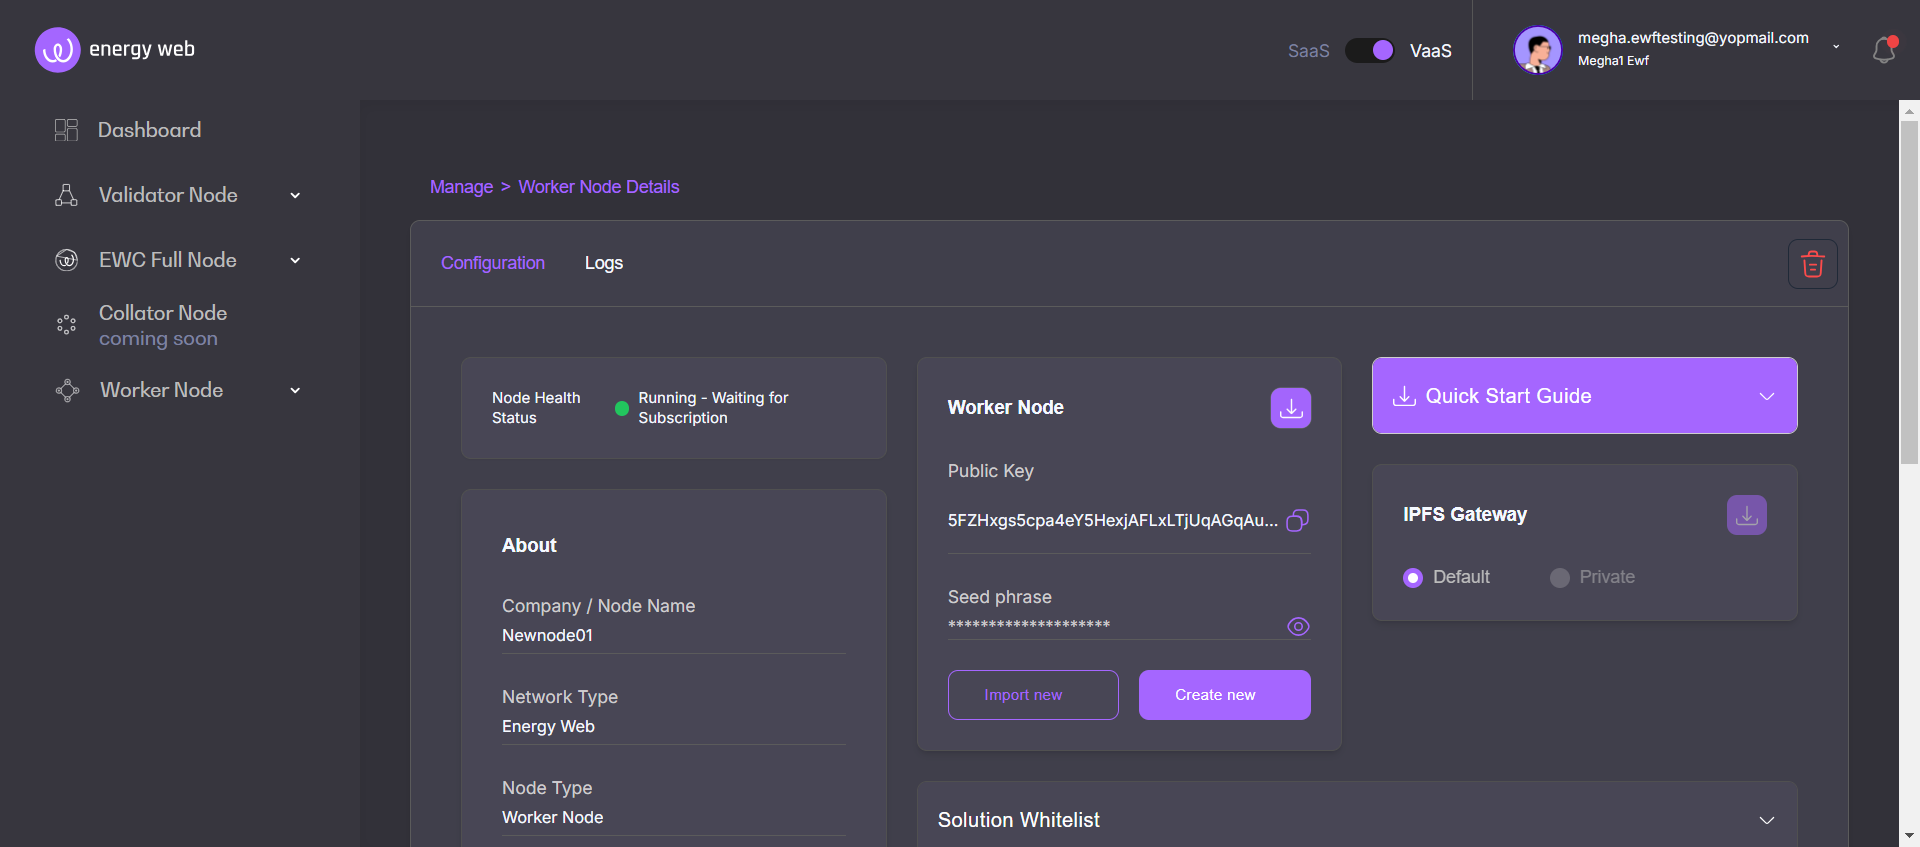 energy web
SaaS
VaaS
megha.ewftesting@yopmail.com
Megha1 Ewf
Dashboard
Validator Node
EWC Full Node
Collator Node
coming soon
Worker Node
Manage > Worker Node Details
Configuration
Logs
Node Health
Status
Running - Waiting for
Subscription
About
Company / Node Name
Newnode01
Network Type
Energy Web
Node Type
Worker Node
Worker Node
Public Key
5FZHxgs5cpa4eY5HexjAFLxLTjUqAGqAu...
Seed phrase
********************
Import new
Create new
Quick Start Guide
IPFS Gateway
Default
Private
Solution Whitelist